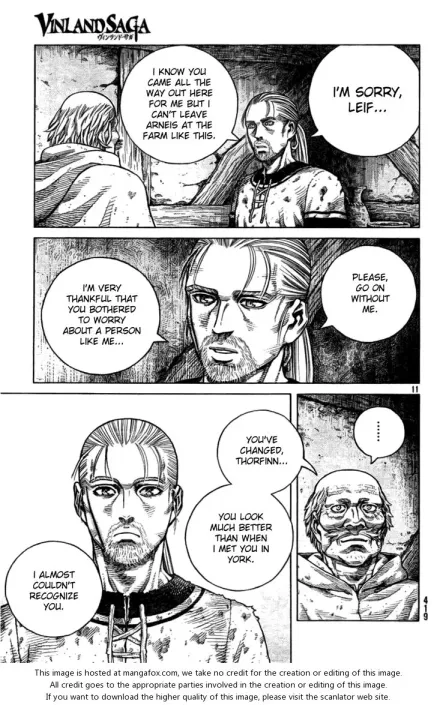 VINLAND SAGA
ヴィンランド・サガ
I'M SORRY,
LEIF...
I KNOW YOU
CAME ALL THE
WAY OUT HERE
FOR ME BUT I
CAN'T LEAVE
ARNEIS AT THE
FARM LIKE THIS.
PLEASE,
GO ON
WITHOUT
ME.
I'M VERY
THANKFUL THAT
YOU BOTHERED
TO WORRY
ABOUT A PERSON
LIKE ME...
11
......
YOU'VE
CHANGED,
THORFINN...
YOU LOOK
MUCH BETTER
THAN WHEN
I MET YOU IN
YORK.
I ALMOST
COULDN'T
RECOGNIZE
YOU.
419
This image is hosted at mangafox.com, we take no credit for the creation or editing of this image.
All credit goes to the appropriate parties involved in the creation or editing of this image.
If you want to download the higher quality of this image, please visit the scanlator web site.